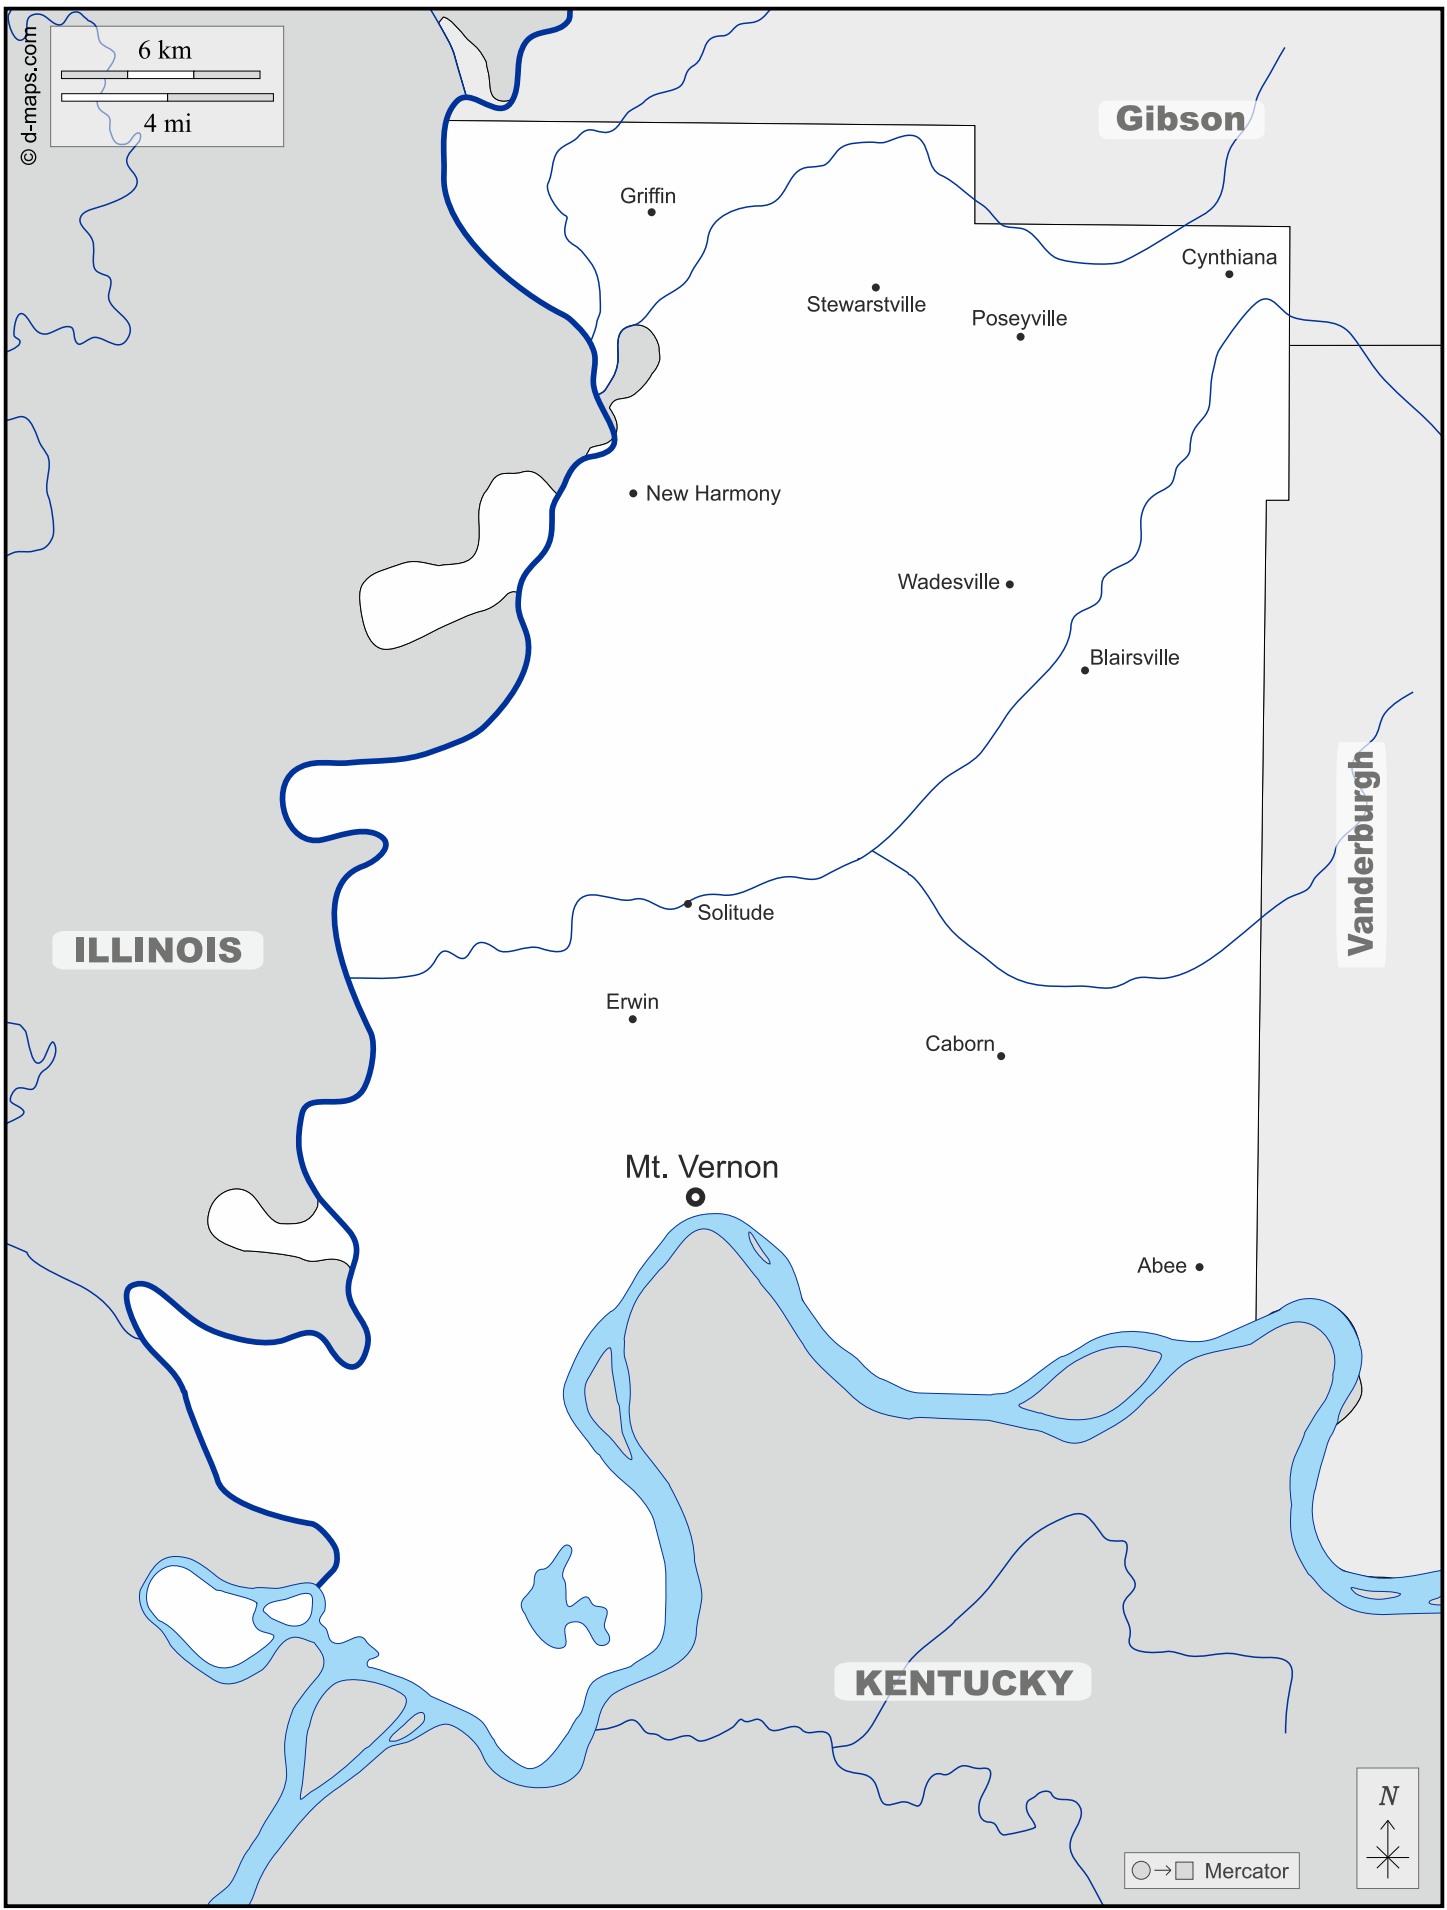 © d-maps.com
6 km
4 mi
Gibson
Griffin
Cynthiana
Stewarstville
Poseyville
New Harmony
Wadesville
Blairsville
Vanderburgh
Solitude
ILLINOIS
Erwin
Caborn
Mt. Vernon
Abee
KENTUCKY
N
Mercator